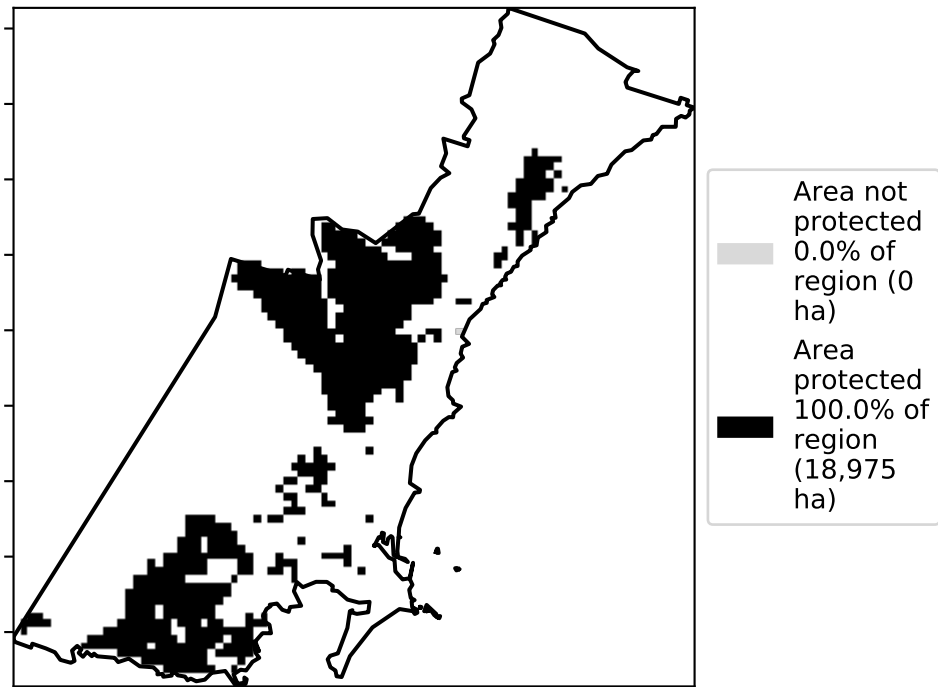 Area not
protected
0.0% of
region (0
ha)
Area
protected
100.0% of
region
(18,975
ha)